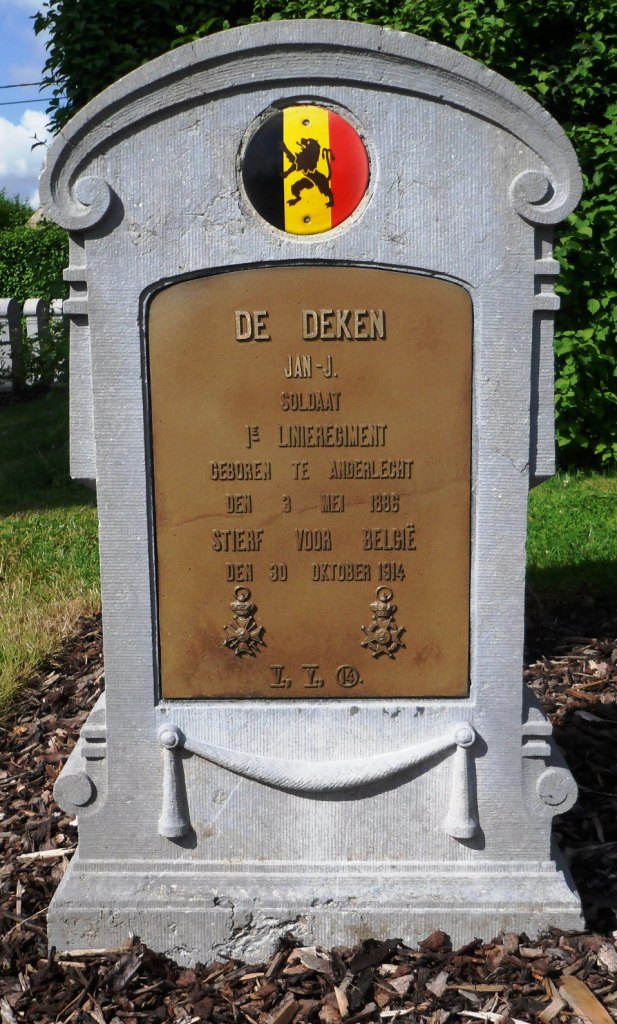 DE DEKEN
JAN-J.
SOLDAAT
1E LINIEREGIMENT
GEBOREN TE ANDERLECHT
DEN 3 MEI 1886
STIERF VOOR BELGIË
DEN 30 OKTOBER 1914
V, V, 14.